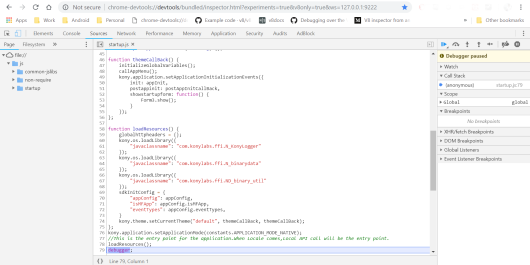 Not secure | chrome-devtools://devtools/bundled/inspector.html?experiments=true&v8only=true&ws=127.0.0.1:19222
Apps Work Android Personal chrome-devtools:// Example code - v8/ Debugging over the V8 Inspector from an Other bookmarks
Elements Console Sources Network Performance Memory Application Security Audits
Page Filesystem
startup.js
Debugger paused
file://
js
common-jslibs
non-require
startup
function themeCallBack() {
initializeGlobalVariables();
callAppMenu();
kony.application.setApplicationInitializationEvents({
init: appInit,
postappinit: postAppInitCallBack,
showstartupform: function() {
Form1.show();
}
});
};
function loadResources() {
globalhttpheaders = {};
kony.os.loadLibrary({
"javaclassname": "com.konylabs.ffi.N_KonyLogger"
});
kony.os.loadLibrary({
"javaclassname": "com.konylabs.ffi.N_binarydata"
});
kony.os.loadLibrary({
"javaclassname": "com.konylabs.ffi.ND_binary_util"
});
sdkInitConfig = {
"appConfig": appConfig,
"isMFApp": appConfig.isMFApp,
"eventTypes": appConfig.eventTypes,
}
kony.theme.setCurrentTheme("default", themeCallBack, themeCallBack);
};
kony.application.setApplicationMode(constants.APPLICATION_MODE_NATIVE);
//This is the entry point for the application.When Locale comes,Local API call will be the entry point.
loadResources();
debugger;
Line 79, Column 1
Watch
Call Stack
(anonymous) startup.js:79
Scope
Global global
Breakpoints
No breakpoints
XHR/fetch Breakpoints
DOM Breakpoints
Global Listeners
Event Listener Breakpoints